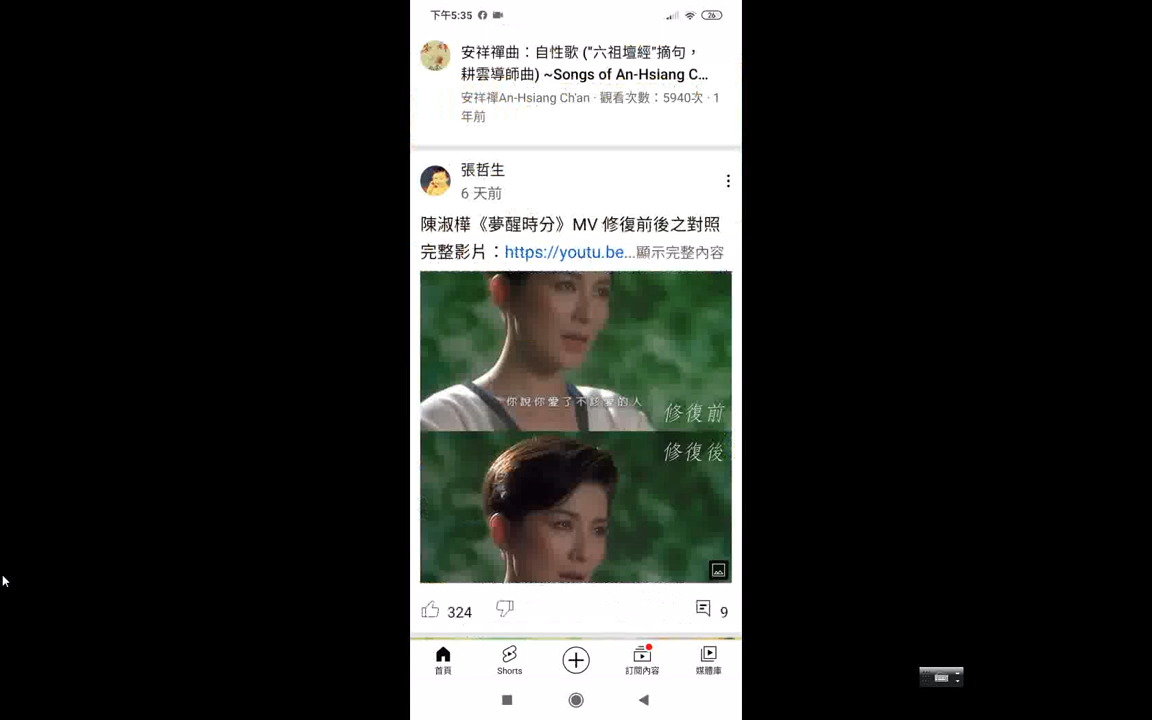 下午5:35
26
安祥禪曲：自性歌 ("六祖壇經"摘句，
耕雲導師曲) ~Songs of An-Hsiang C...
安祥禪An-Hsiang Ch'an · 觀看次數：5940次 · 1
年前
張哲生
6 天前
陳淑樺《夢醒時分》MV 修復前後之對照
完整影片：https://youtu.be...顯示完整內容
你說你愛了不該愛的人
修復前
修復後
324
9
首頁
Shorts
訂閱內容
媒體庫